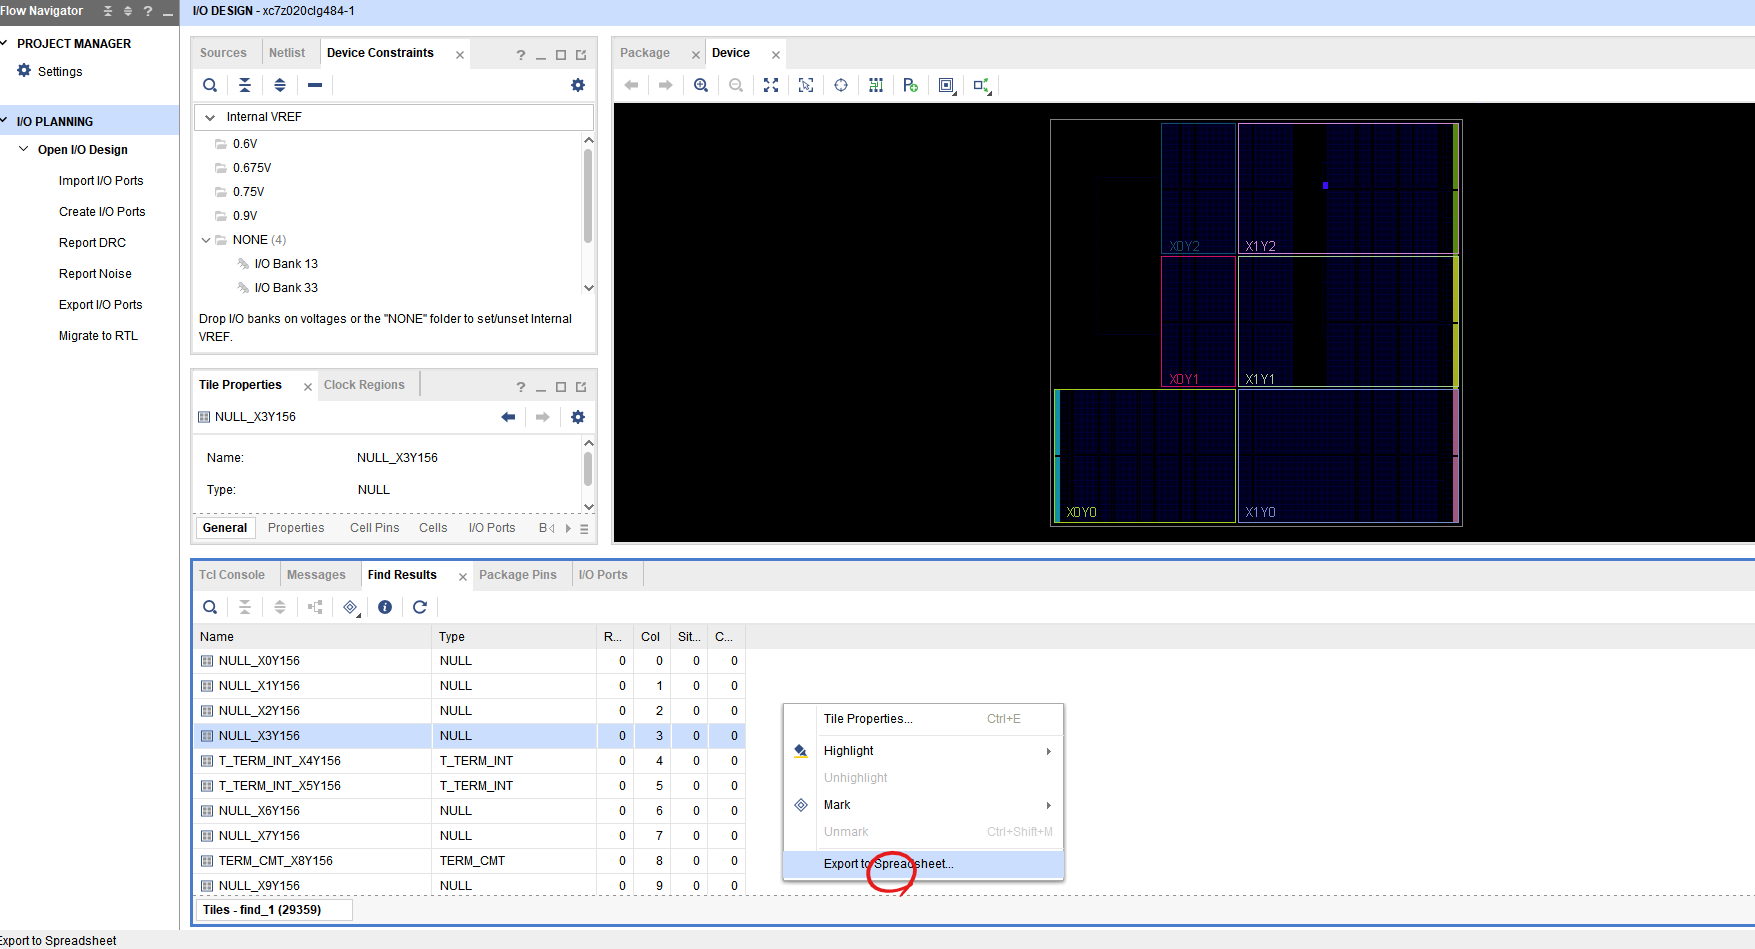 Flow Navigator
I/O DESIGN - xc7z020clg484-1
PROJECT MANAGER
Settings
I/O PLANNING
Open I/O Design
Import I/O Ports
Create I/O Ports
Report DRC
Report Noise
Export I/O Ports
Migrate to RTL
Sources Netlist Device Constraints
Internal VREF
0.6V
0.675V
0.75V
0.9V
NONE (4)
I/O Bank 13
I/O Bank 33
Drop I/O banks on voltages or the "NONE" folder to set/unset Internal
VREF.
Tile Properties Clock Regions
NULL_X3Y156
Name: NULL_X3Y156
Type: NULL
General Properties Cell Pins Cells I/O Ports B
Package Device
X0Y2 X1Y2
X0Y1 X1Y1
X0Y0 X1Y0
Tcl Console Messages Find Results Package Pins I/O Ports
Name Type R... Col Sit... C...
NULL_X0Y156 NULL 0 0 0 0
NULL_X1Y156 NULL 0 1 0 0
NULL_X2Y156 NULL 0 2 0 0
NULL_X3Y156 NULL 0 3 0 0
T_TERM_INT_X4Y156 T_TERM_INT 0 4 0 0
T_TERM_INT_X5Y156 T_TERM_INT 0 5 0 0
NULL_X6Y156 NULL 0 6 0 0
NULL_X7Y156 NULL 0 7 0 0
TERM_CMT_X8Y156 TERM_CMT 0 8 0 0
NULL_X9Y156 NULL 0 9 0 0
Tiles - find_1 (29359)
Tile Properties... Ctrl+E
Highlight
Unhighlight
Mark
Unmark Ctrl+Shift+M
Export to Spreadsheet...
Export to Spreadsheet